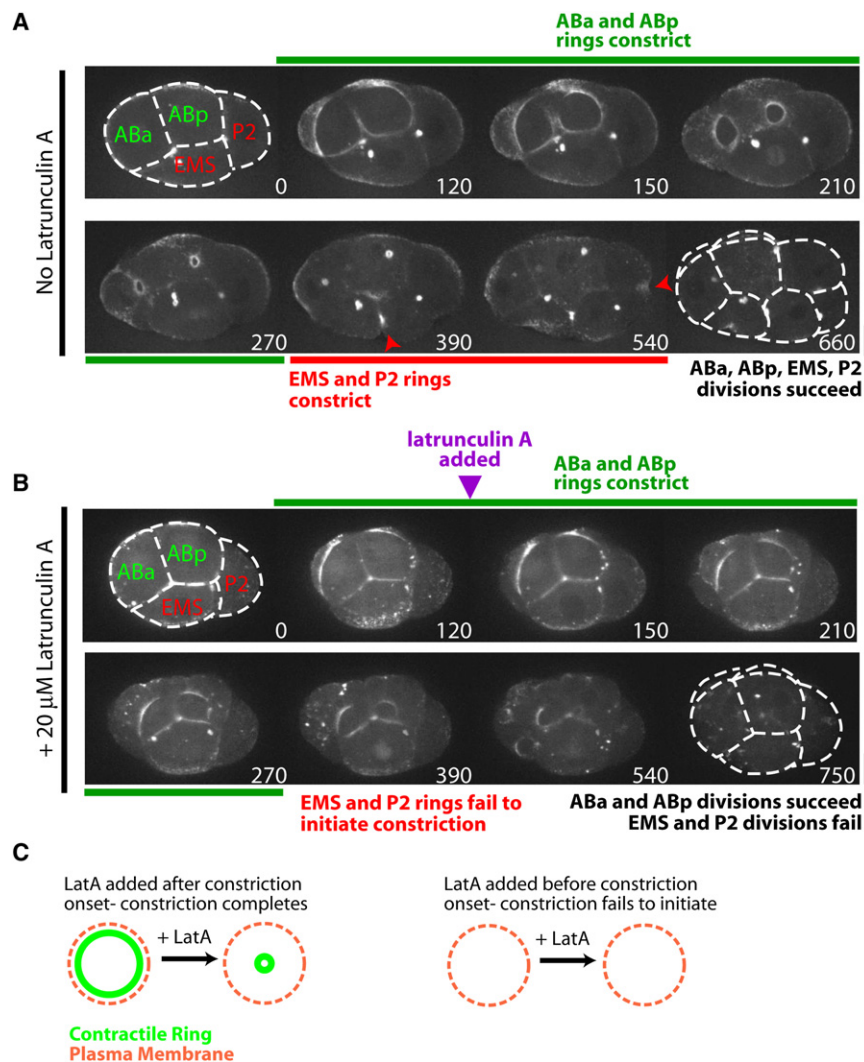 A
ABa and ABp
rings constrict
No Latrunculin A
ABa
ABp
P2
EMS
0
120
150
210
270
390
540
660
EMS and P2 rings
constrict
ABa, ABp, EMS, P2
divisions succeed
latrunculin A
added
B
ABa and ABp
rings constrict
+ 20 μM Latrunculin A
ABa
ABp
P2
EMS
0
120
150
210
270
390
540
750
EMS and P2 rings fail to
initiate constriction
ABa and ABp divisions succeed
EMS and P2 divisions fail
C
LatA added after constriction
onset- constriction completes
+ LatA
LatA added before constriction
onset- constriction fails to initiate
+ LatA
Contractile Ring
Plasma Membrane